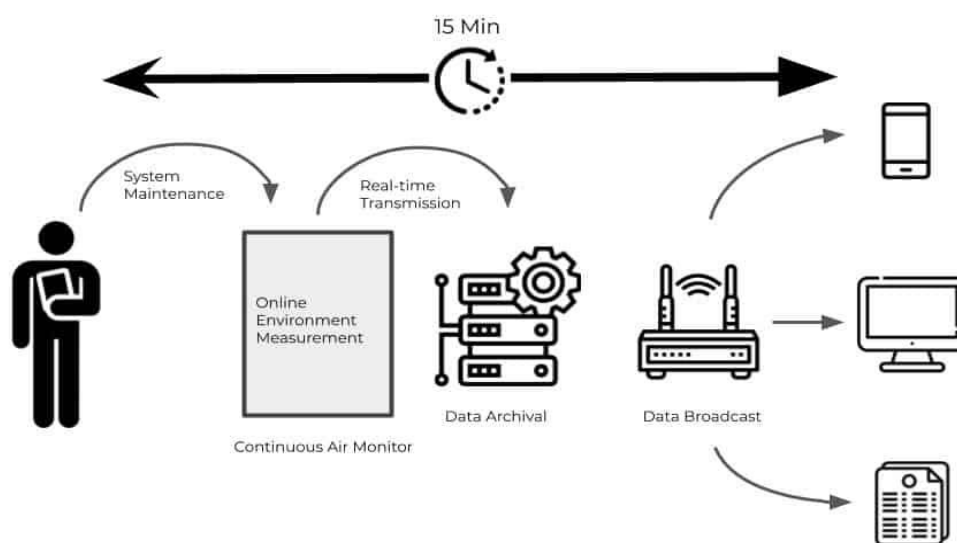 15 Min
System
Maintenance
Real-time
Transmission
Online
Environment
Measurement
Continuous Air Monitor
Data Archival
Data Broadcast